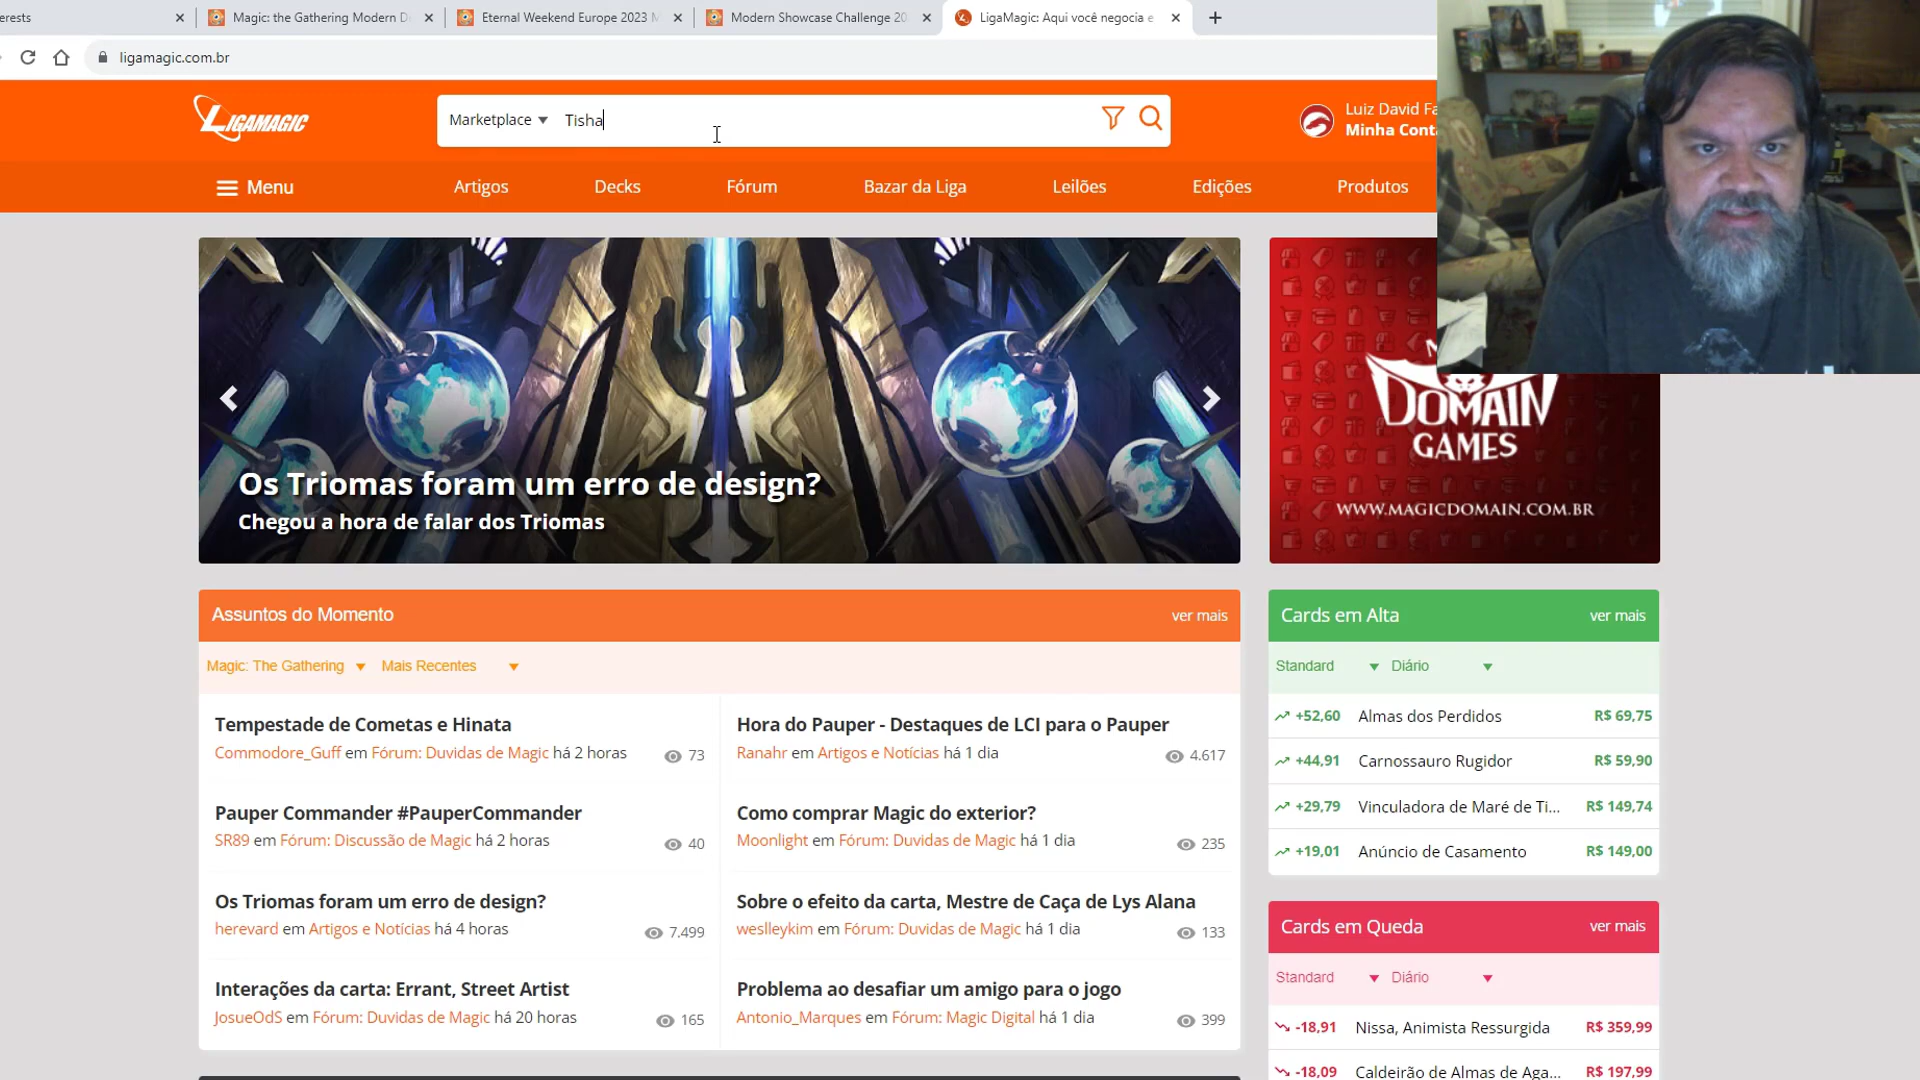 erests
Magic: the Gathering Modern D
Eternal Weekend Europe 2023 M
Modern Showcase Challenge 20
LigaMagic: Aqui você negocia e
ligamagic.com.br
LIGAMAGIC
Marketplace
Tisha
Luiz David Fa
Minha Conta
Menu
Artigos
Decks
Fórum
Bazar da Liga
Leilões
Edições
Produtos
Os Triomas foram um erro de design?
Chegou a hora de falar dos Triomas
DOMAIN
GAMES
WWW.MAGICDOMAIN.COM.BR
Assuntos do Momento
ver mais
Magic: The Gathering
Mais Recentes
Tempestade de Cometas e Hinata
Commodore_Guff em Fórum: Duvidas de Magic há 2 horas
73
Hora do Pauper - Destaques de LCI para o Pauper
Ranahr em Artigos e Notícias há 1 dia
4.617
Pauper Commander #PauperCommander
SR89 em Fórum: Discussão de Magic há 2 horas
40
Como comprar Magic do exterior?
Moonlight em Fórum: Duvidas de Magic há 1 dia
235
Os Triomas foram um erro de design?
herevard em Artigos e Notícias há 4 horas
7.499
Sobre o efeito da carta, Mestre de Caça de Lys Alana
weslleykim em Fórum: Duvidas de Magic há 1 dia
133
Interações da carta: Errant, Street Artist
JosueOdS em Fórum: Duvidas de Magic há 20 horas
165
Problema ao desafiar um amigo para o jogo
Antonio_Marques em Fórum: Magic Digital há 1 dia
399
Cards em Alta
ver mais
Standard
Diário
+52,60 Almas dos Perdidos R$ 69,75
+44,91 Carnossauro Rugidor R$ 59,90
+29,79 Vinculadora de Maré de Ti... R$ 149,74
+19,01 Anúncio de Casamento R$ 149,00
Cards em Queda
ver mais
Standard
Diário
-18,91 Nissa, Animista Ressurgida R$ 359,99
-18,09 Caldeirão de Almas de Aga... R$ 197,99